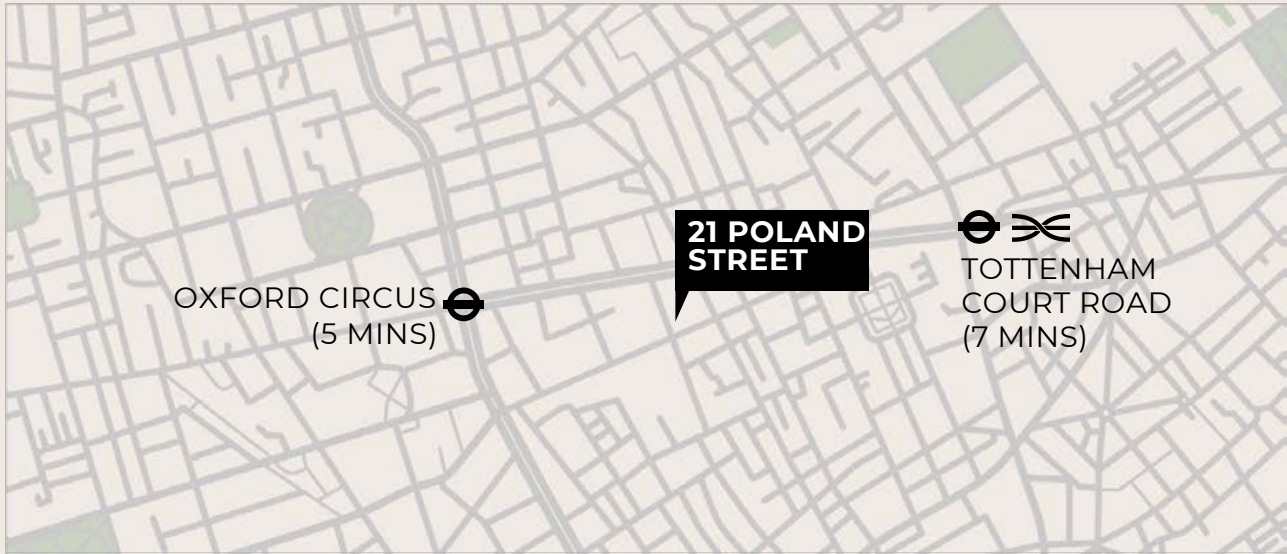 21 POLAND
STREET
OXFORD CIRCUS
(5 MINS)
TOTTENHAM
COURT ROAD
(7 MINS)